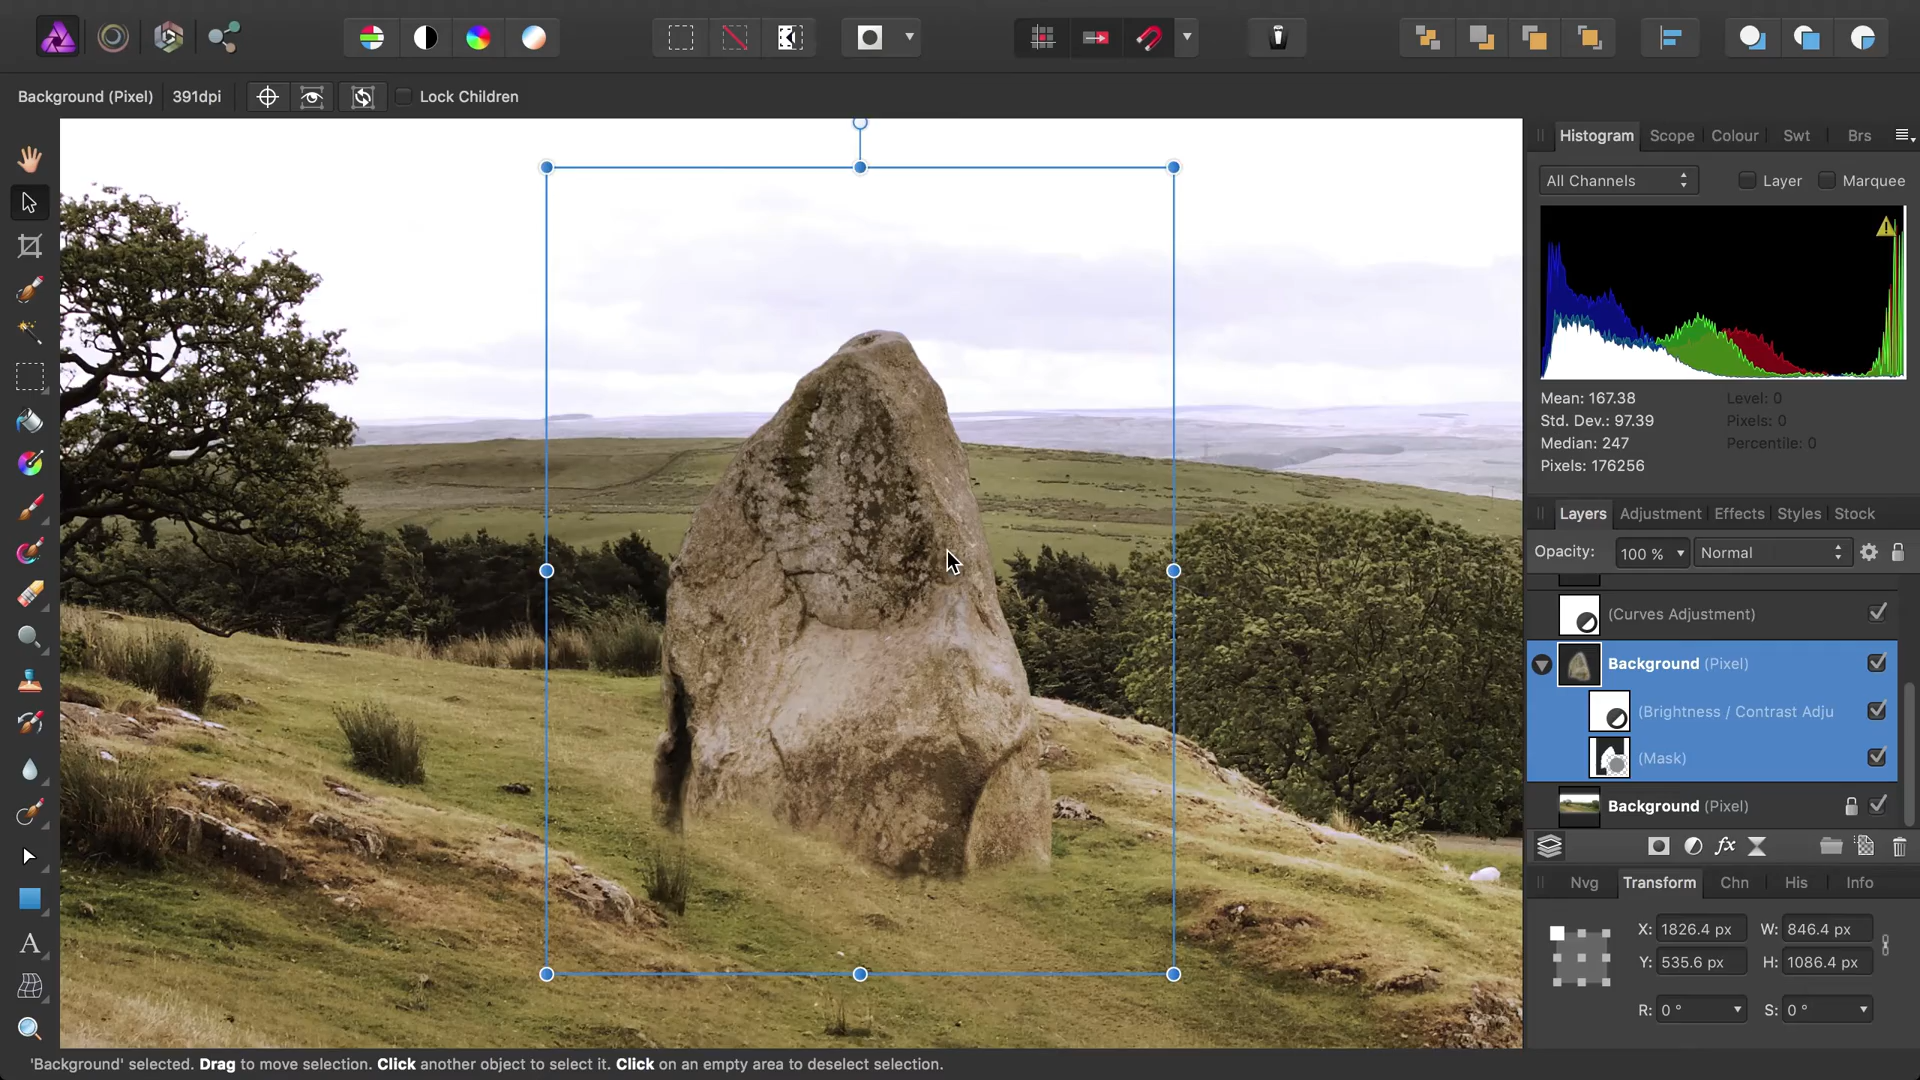 Background (Pixel) 391dpi Lock Children
Histogram Scope Colour Swt Brs
All Channels Layer Marquee
Mean: 167.38 Level: 0
Std. Dev.: 97.39 Pixels: 0
Median: 247 Percentile: 0
Pixels: 176256
Layers Adjustment Effects Styles Stock
Opacity: 100 % Normal
(Curves Adjustment)
Background (Pixel)
(Brightness / Contrast Adju
(Mask)
Background (Pixel)
fx
Nvg Transform Chn His Info
X: 1826.4 px W: 846.4 px
Y: 535.6 px H: 1086.4 px
R: 0 ° S: 0 °
A
'Background' selected. Drag to move selection. Click another object to select it. Click on an empty area to deselect selection.